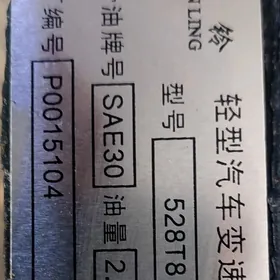 铃
NLING
轻型汽车变速
型号 528T8
油牌号 SAE30 油量 2.
编号 P0015104